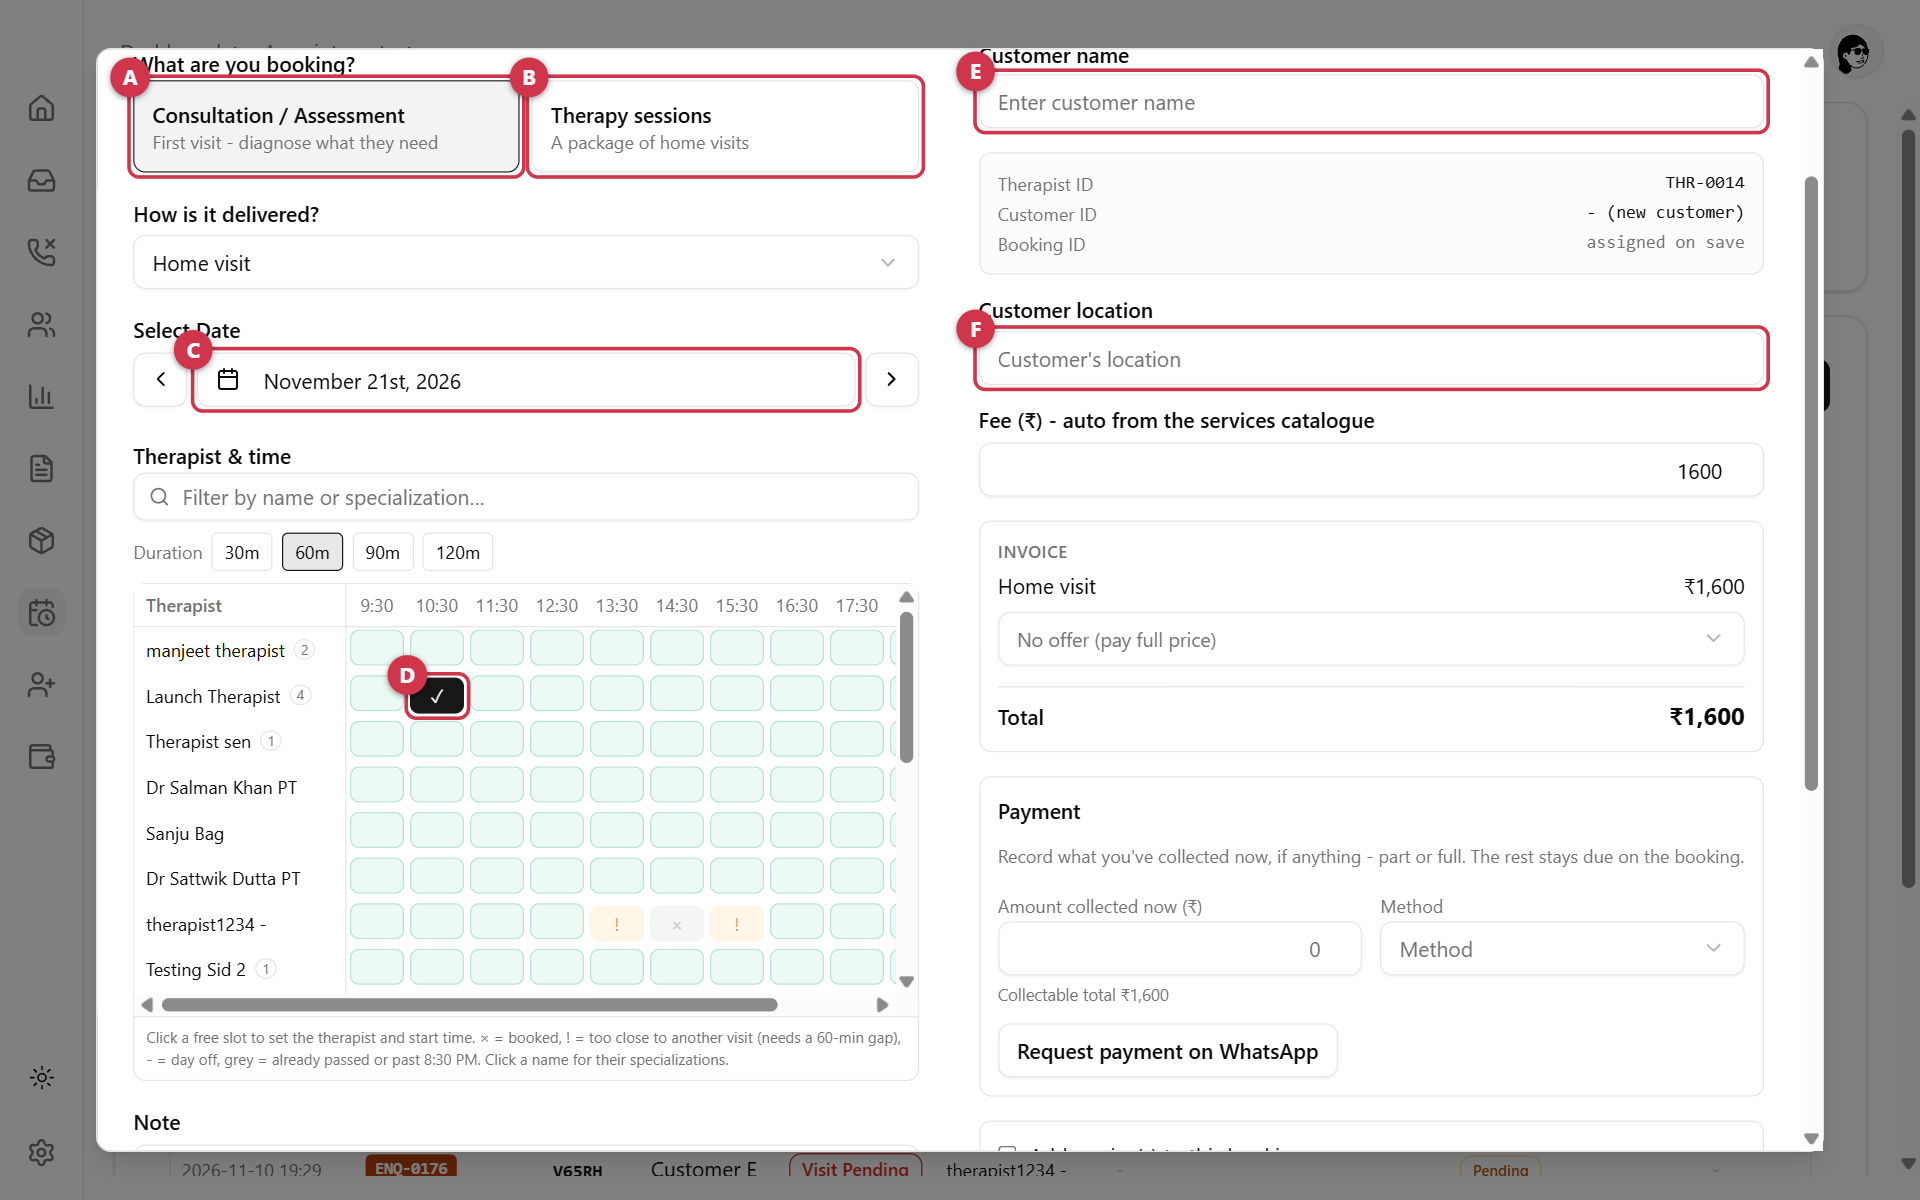 What are you booking?
A
B
Consultation / Assessment
First visit - diagnose what they need
Therapy sessions
A package of home visits
How is it delivered?
Home visit
Select Date
C
November 21st, 2026
Therapist & time
Filter by name or specialization...
Duration 30m 60m 90m 120m
Therapist 9:30 10:30 11:30 12:30 13:30 14:30 15:30 16:30 17:30
manjeet therapist 2
D
Launch Therapist 4 ✓
Therapist sen 1
Dr Salman Khan PT
Sanju Bag
Dr Sattwik Dutta PT
therapist1234 - ! × !
Testing Sid 2 1
Click a free slot to set the therapist and start time. × = booked, ! = too close to another visit (needs a 60-min gap),
- = day off, grey = already passed or past 8:30 PM. Click a name for their specializations.
Note
Customer name
E
Enter customer name
Therapist ID THR-0014
Customer ID - (new customer)
Booking ID assigned on save
Customer location
F
Customer's location
Fee (₹) - auto from the services catalogue
1600
INVOICE
Home visit ₹1,600
No offer (pay full price)
Total ₹1,600
Payment
Record what you've collected now, if anything - part or full. The rest stays due on the booking.
Amount collected now (₹) Method
0 Method
Collectable total ₹1,600
Request payment on WhatsApp
2026-11-10 19:29 ENQ-0176 V65RH Customer E Visit Pending therapist1234 - - Pending -